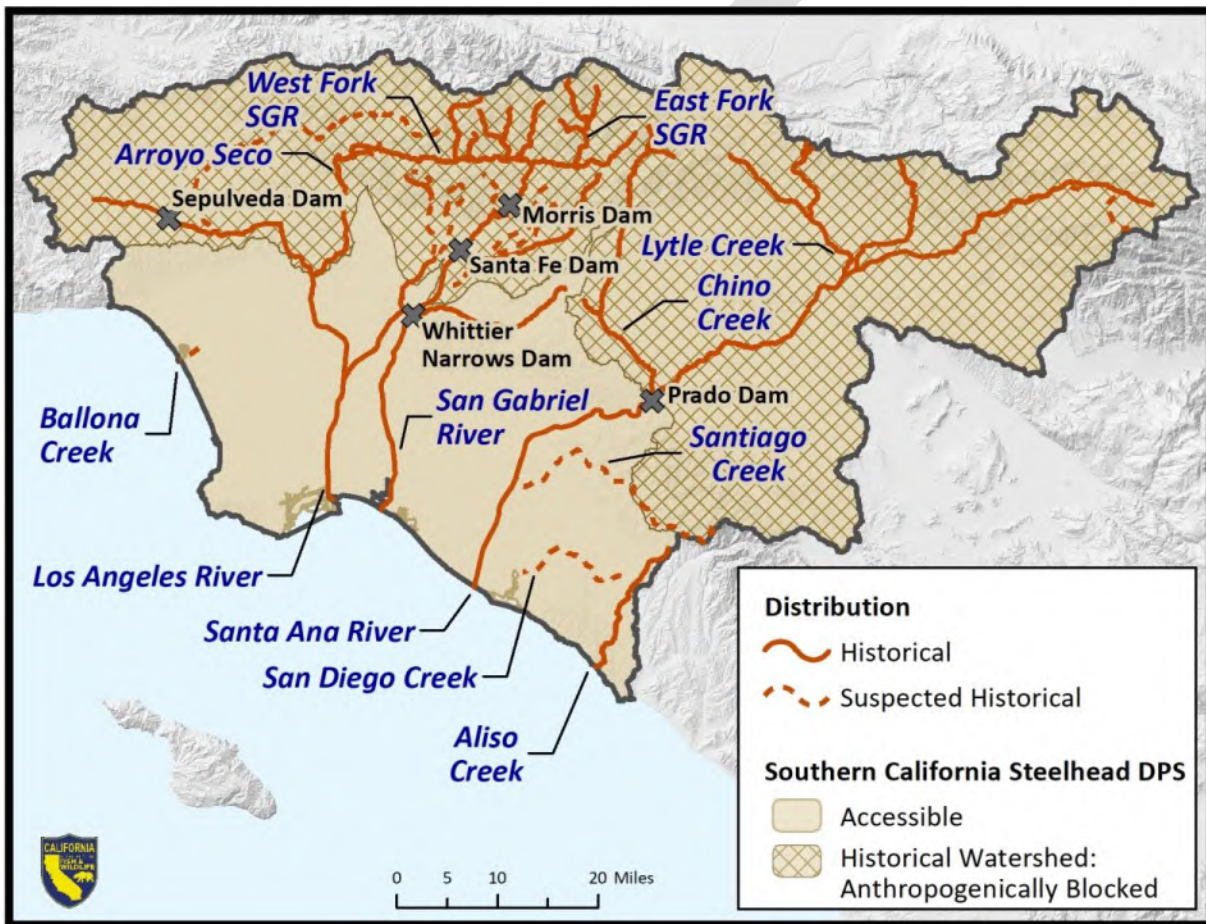 West Fork
SGR
East Fork
SGR
Arroyo Seco
Sepulveda Dam
Morris Dam
Lytle Creek
Santa Fe Dam
Chino
Creek
Whittier
Narrows Dam
Prado Dam
Ballona
Creek
San Gabriel
River
Santiago
Creek
Los Angeles River
Santa Ana River
San Diego Creek
Aliso
Creek
Distribution
Historical
Suspected Historical
Southern California Steelhead DPS
Accessible
Historical Watershed:
Anthropogenically Blocked
CALIFORNIA
FISH &
WILDLIFE
0 5 10 20 Miles